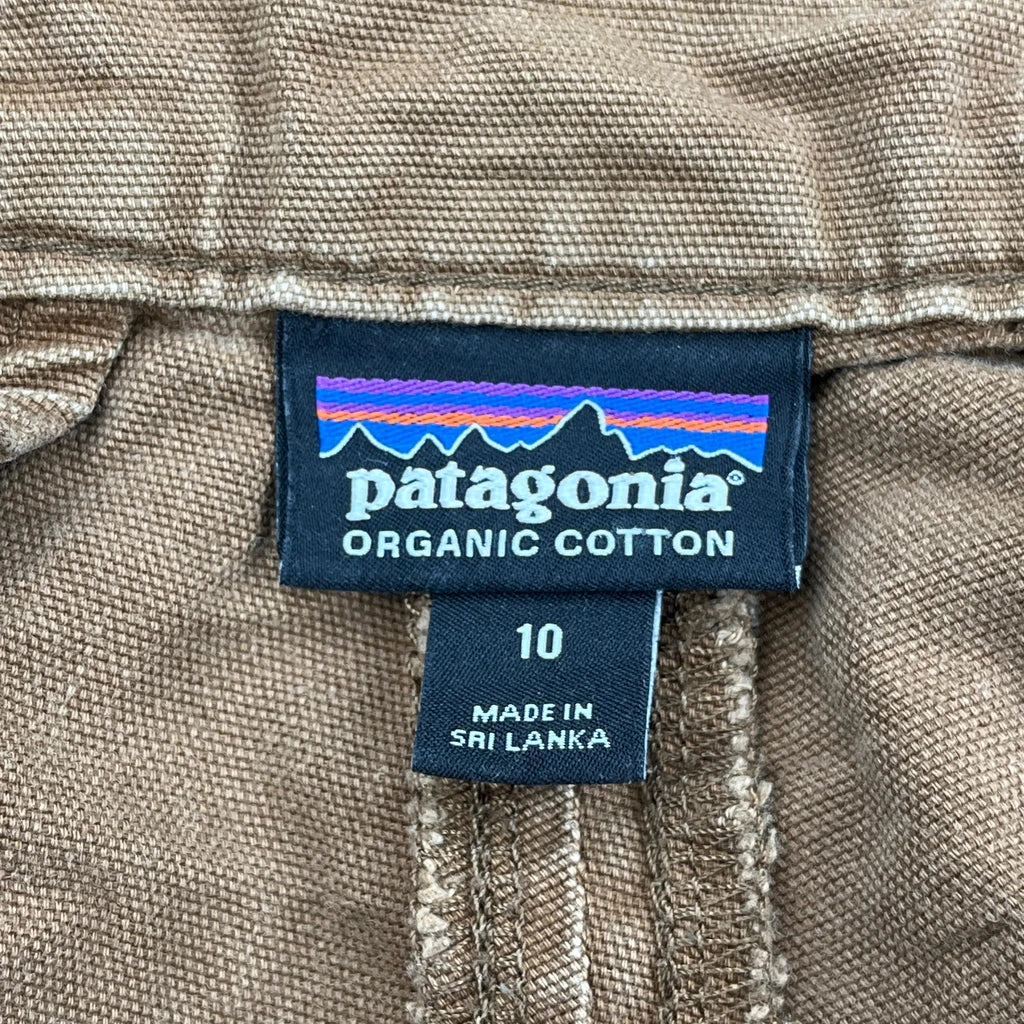 patagonia®
ORGANIC COTTON
10
MADE IN
SRI LANKA